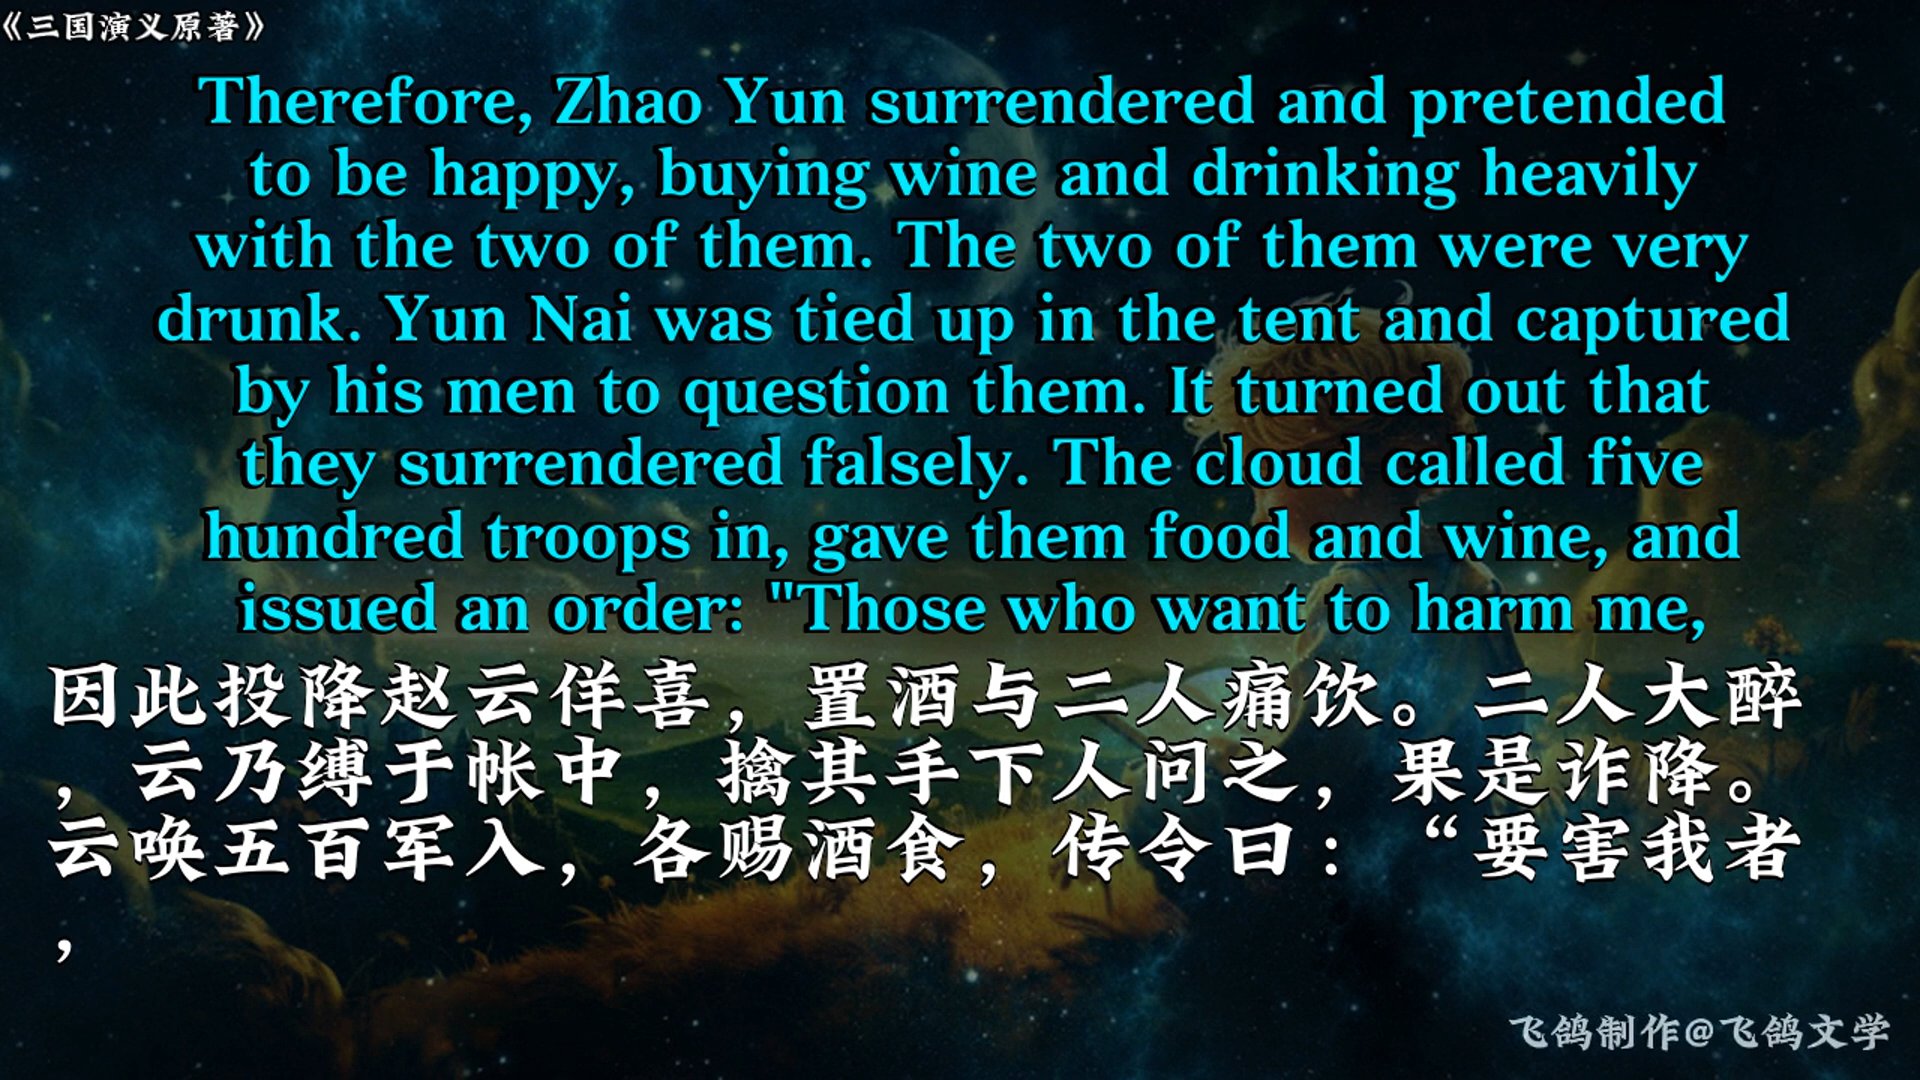 《三国演义原著》
Therefore, Zhao Yun surrendered and pretended
to be happy, buying wine and drinking heavily
with the two of them. The two of them were very
drunk. Yun Nai was tied up in the tent and captured
by his men to question them. It turned out that
they surrendered falsely. The cloud called five
hundred troops in, gave them food and wine, and
issued an order: "Those who want to harm me,
因此投降赵云佯喜，置酒与二人痛饮。二人大醉
，云乃缚于帐中，擒其手下人问之，果是诈降。
云唤五百军入，各赐酒食，传令曰：“要害我者
，
飞鸽制作@飞鸽文学